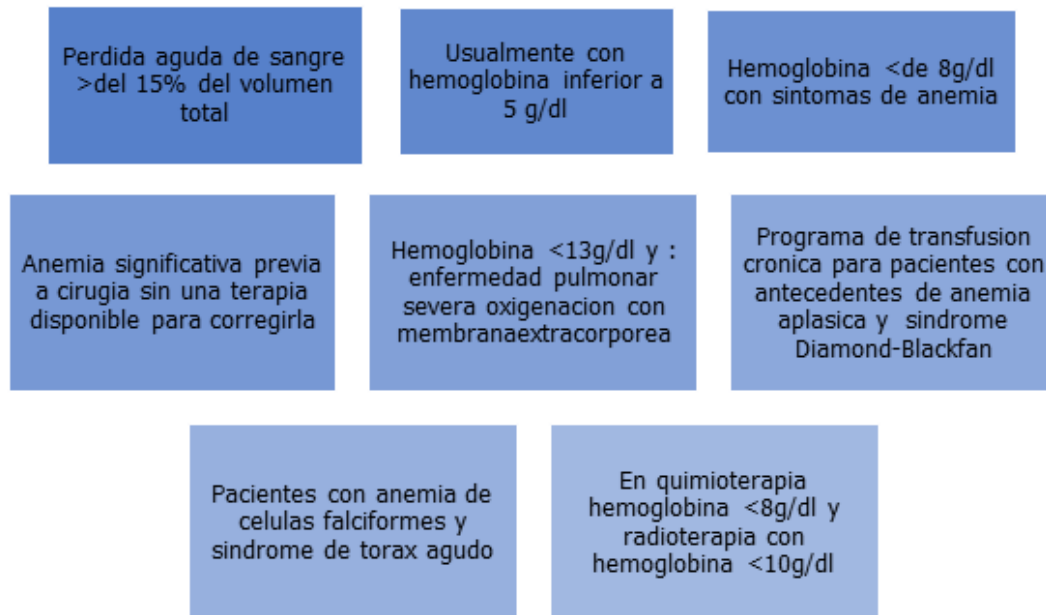 Perdida aguda de sangre
>del 15% del volumen
total
Usualmente con
hemoglobina inferior a
5 g/dl
Hemoglobina <de 8g/dl
con sintomas de anemia
Anemia significativa previa
a cirugia sin una terapia
disponible para corregirla
Hemoglobina <13g/dl y :
enfermedad pulmonar
severa oxigenacion con
membranaextracorporea
Programa de transfusion
cronica para pacientes con
antecedentes de anemia
aplasica y sindrome
Diamond-Blackfan
Pacientes con anemia de
celulas falciformes y
sindrome de torax agudo
En quimioterapia
hemoglobina <8g/dl y
radioterapia con
hemoglobina <10g/dl